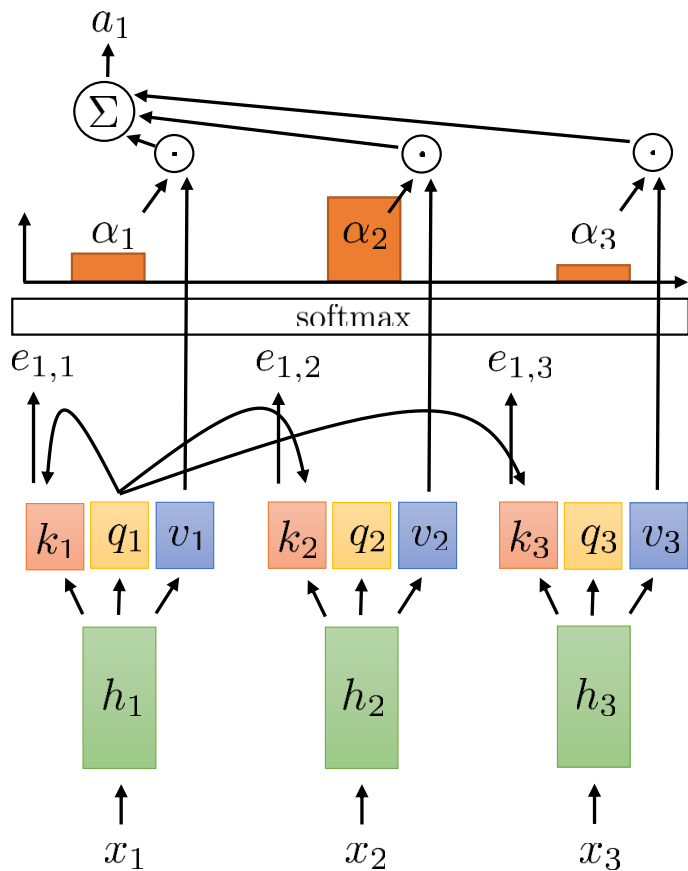 a₁
Σ
α₁ α₂ α₃
softmax
e₁,₁ e₁,₂ e₁,₃
k₁ q₁ v₁ k₂ q₂ v₂ k₃ q₃ v₃
h₁ h₂ h₃
x₁ x₂ x₃